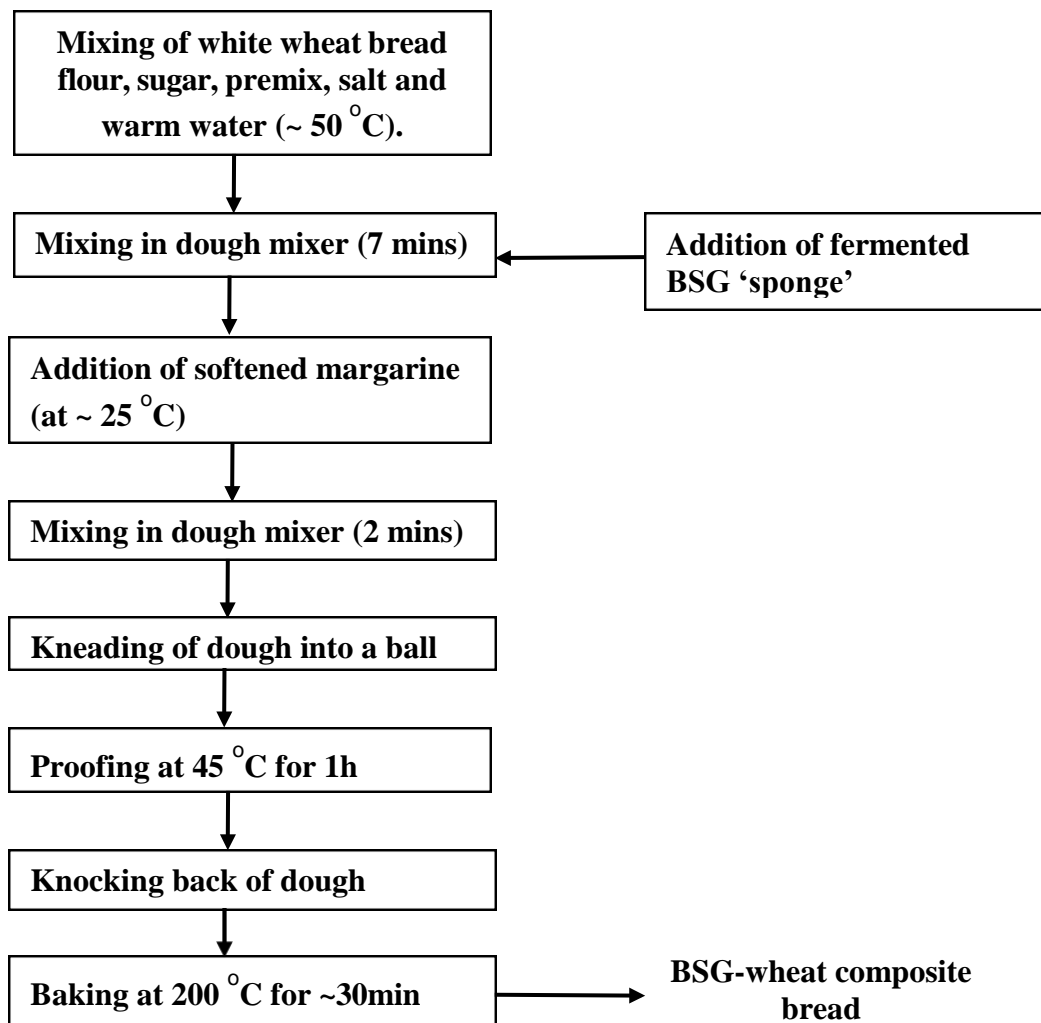 Mixing of white wheat bread
flour, sugar, premix, salt and
warm water (~ 50 °C).
Mixing in dough mixer (7 mins)
Addition of fermented
BSG ‘sponge’
Addition of softened margarine
(at ~ 25 °C)
Mixing in dough mixer (2 mins)
Kneading of dough into a ball
Proofing at 45 °C for 1h
Knocking back of dough
Baking at 200 °C for ~30min
BSG-wheat composite
bread